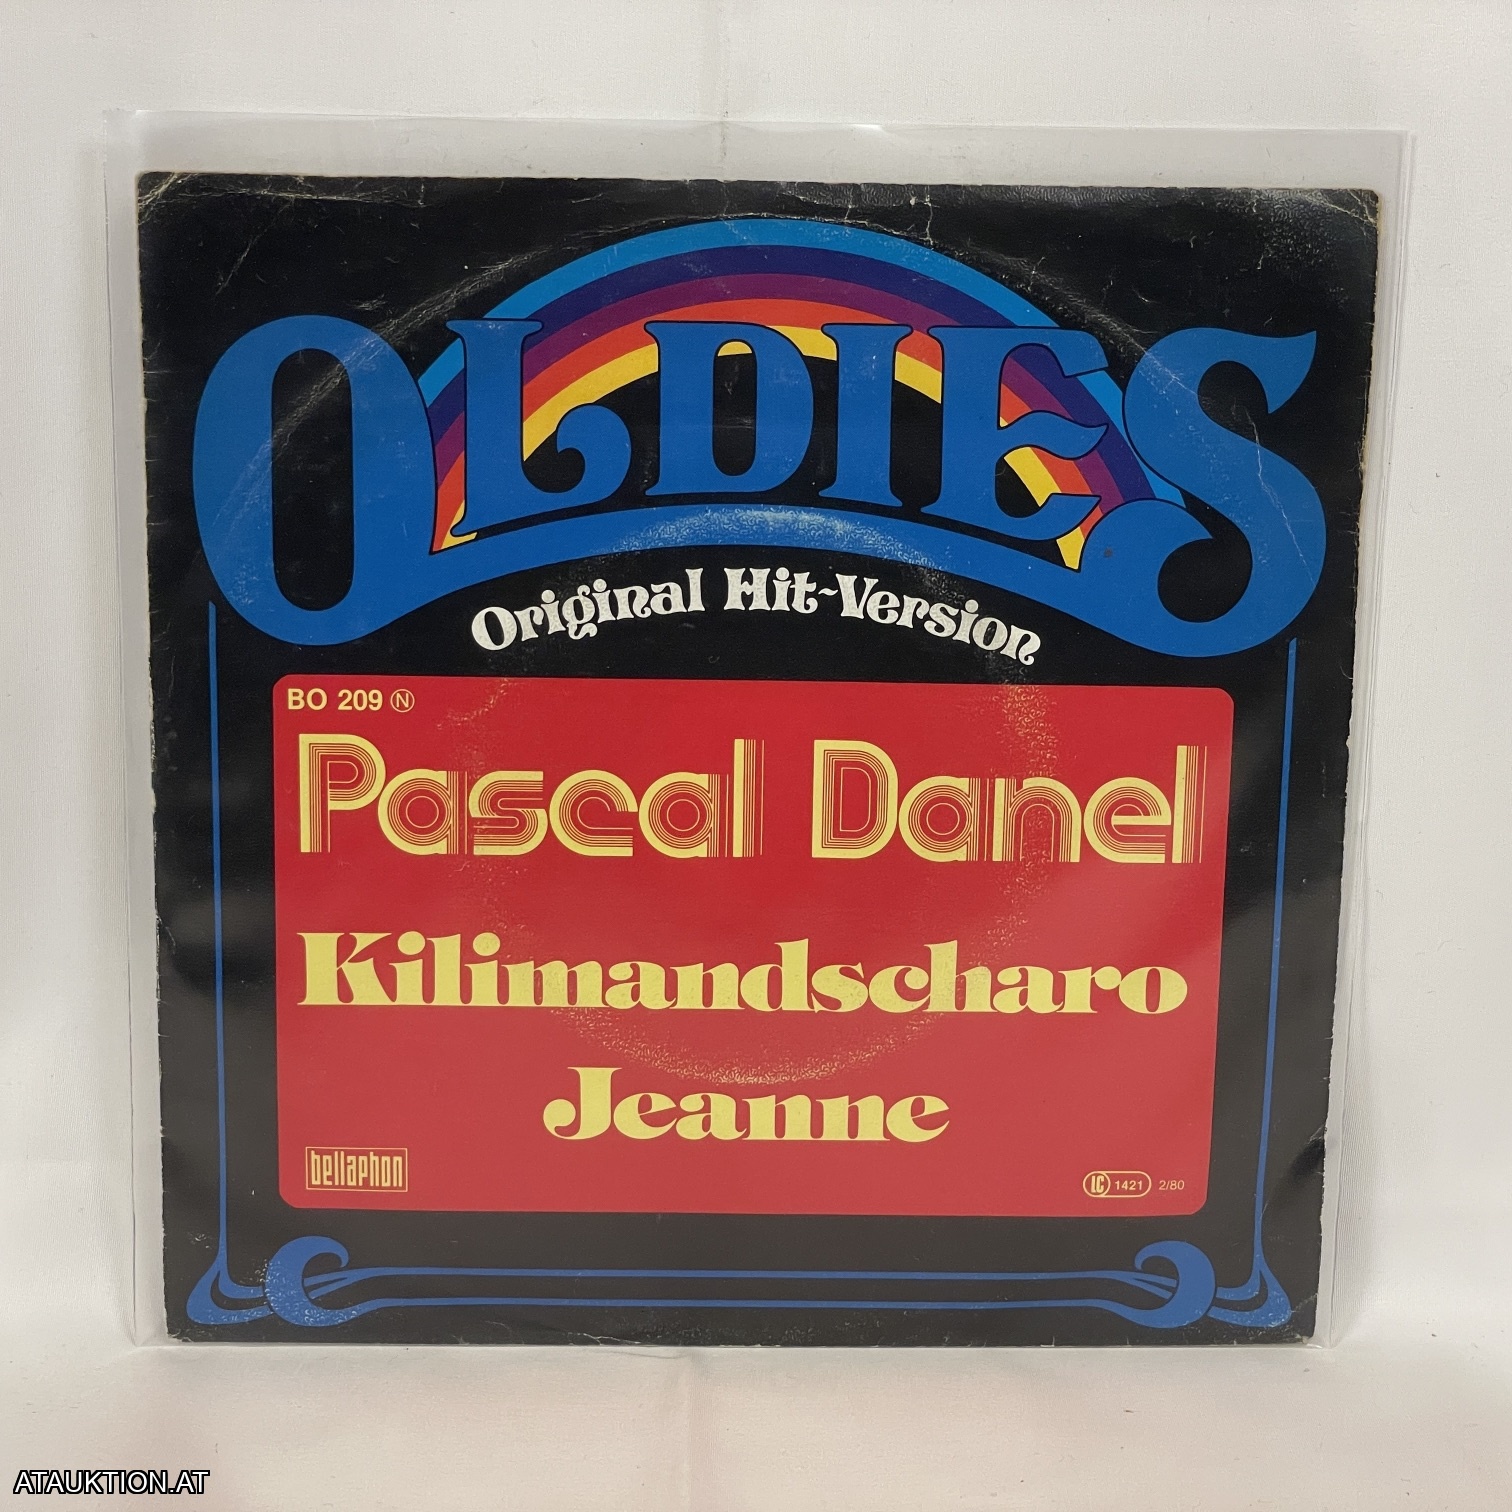 OLDIES
Original Hit-Version
BO 209 Ⓝ
Pascal Danel
Kilimandscharo
Jeanne
bellaphon
LC 1421 2/80
ATAUKTION.AT